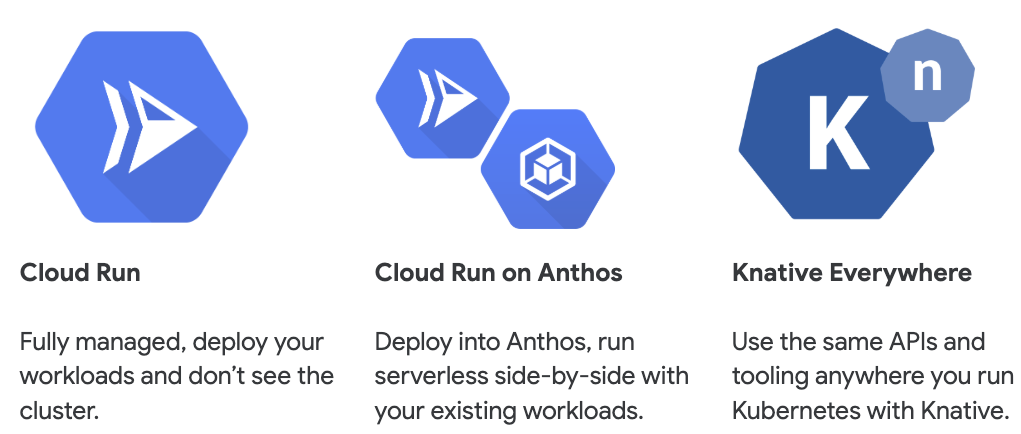 K
n
Cloud Run
Fully managed, deploy your
workloads and don't see the
cluster.
Cloud Run on Anthos
Deploy into Anthos, run
serverless side-by-side with
your existing workloads.
Knative Everywhere
Use the same APIs and
tooling anywhere you run
Kubernetes with Knative.